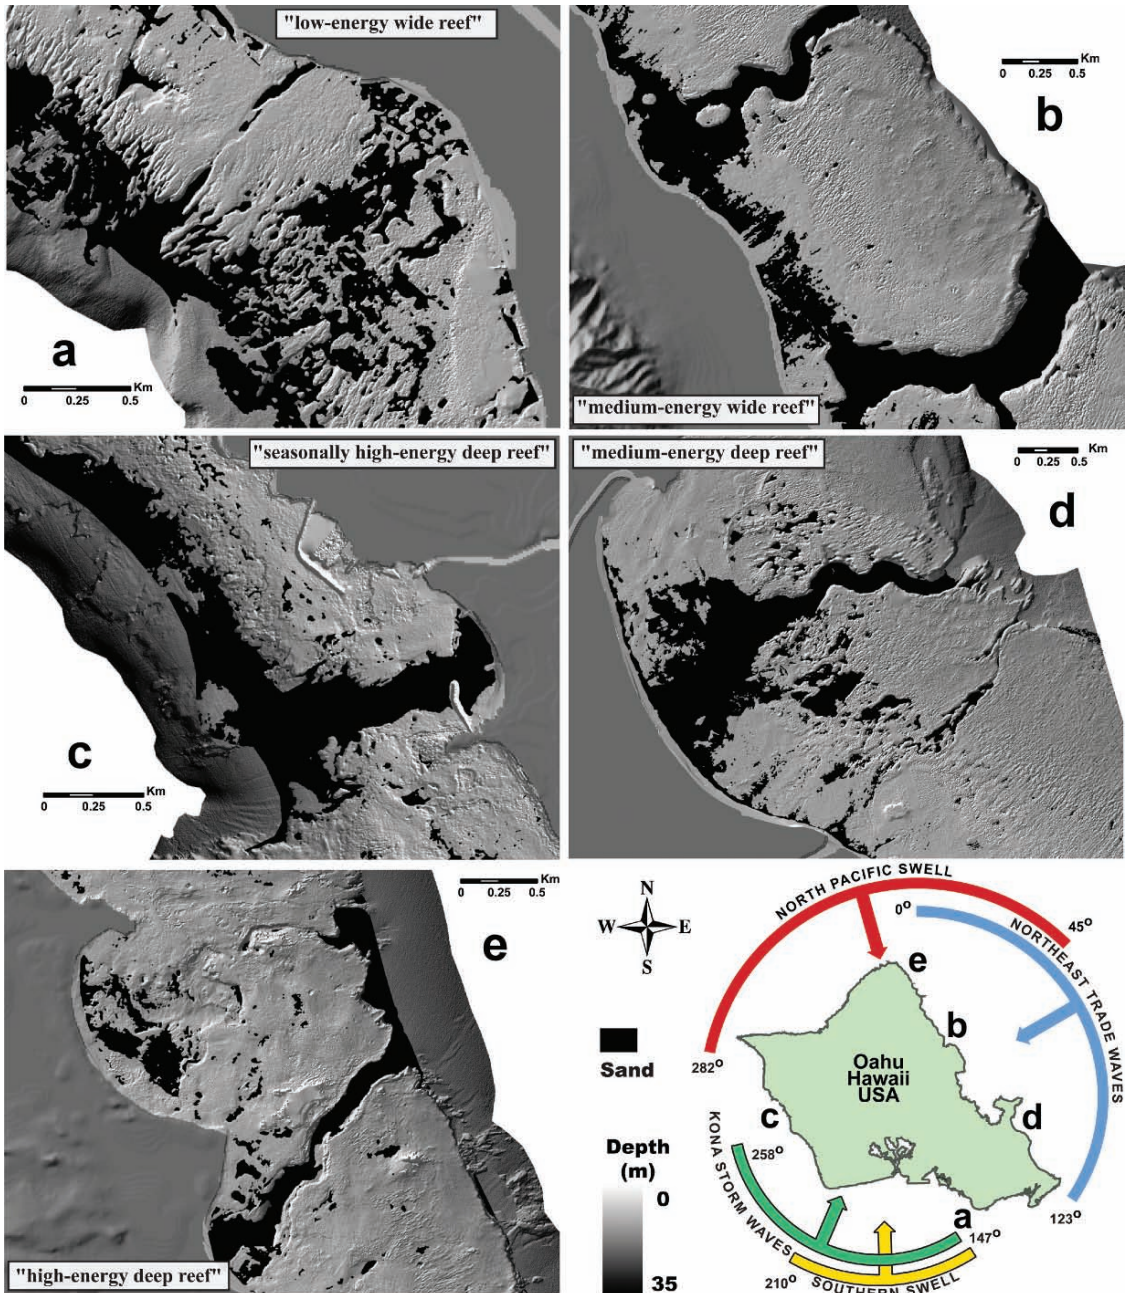 "low-energy wide reef"
a
Km
0 0.25 0.5
Km
0 0.25 0.5
b
"medium-energy wide reef"
"seasonally high-energy deep reef"
c
Km
0 0.25 0.5
"medium-energy deep reef"
Km
0 0.25 0.5
d
Km
0 0.25 0.5
e
"high-energy deep reef"
N
W E
S
Sand
Depth
(m)
0
35
NORTH PACIFIC SWELL
0°
45°
NORTHEAST TRADE WAVES
282°
e
b
Oahu
Hawaii
USA
c
d
KONA STORM WAVES
258°
a
147°
123°
210°
SOUTHERN SWELL